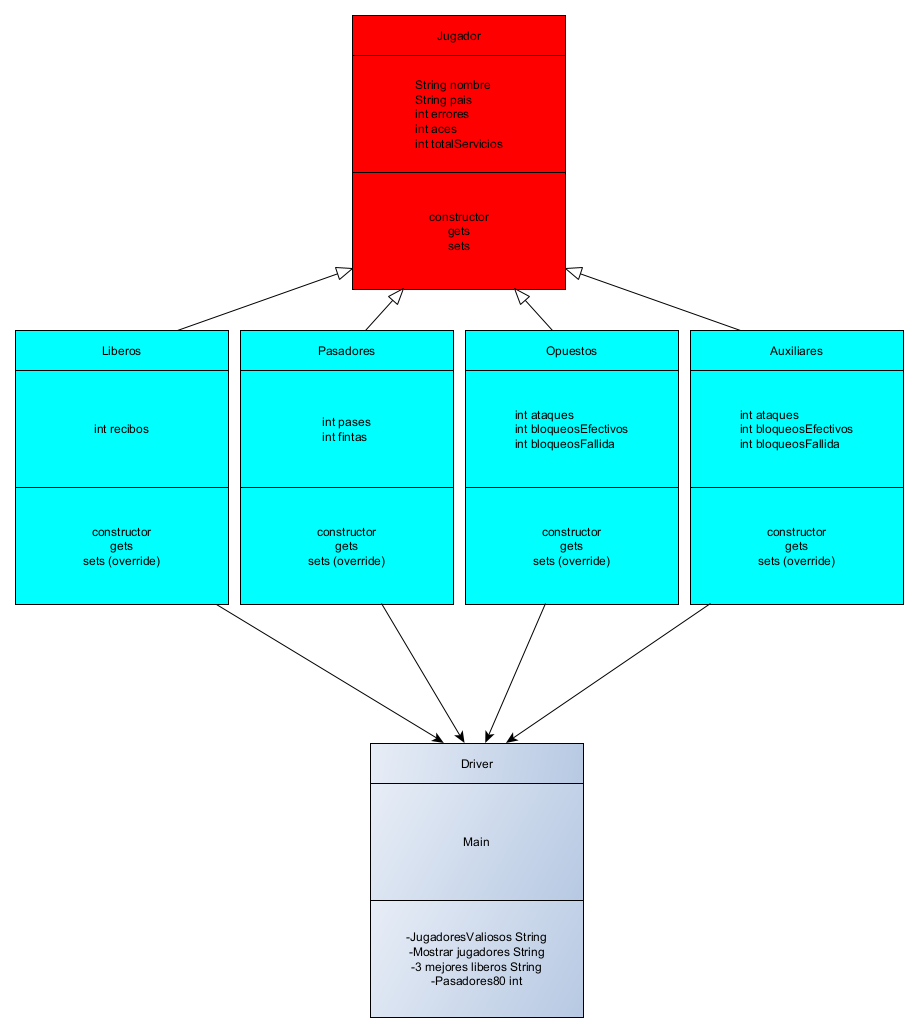 Jugador
String nombre
String pais
int errores
int aces
int totalServicios
constructor
gets
sets
Liberos
int recibos
constructor
gets
sets (override)
Pasadores
int pases
int fintas
constructor
gets
sets (override)
Opuestos
int ataques
int bloqueosEfectivos
int bloqueosFallida
constructor
gets
sets (override)
Auxiliares
int ataques
int bloqueosEfectivos
int bloqueosFallida
constructor
gets
sets (override)
Driver
Main
-JugadoresValiosos String
-Mostrar jugadores String
-3 mejores liberos String
-Pasadores80 int